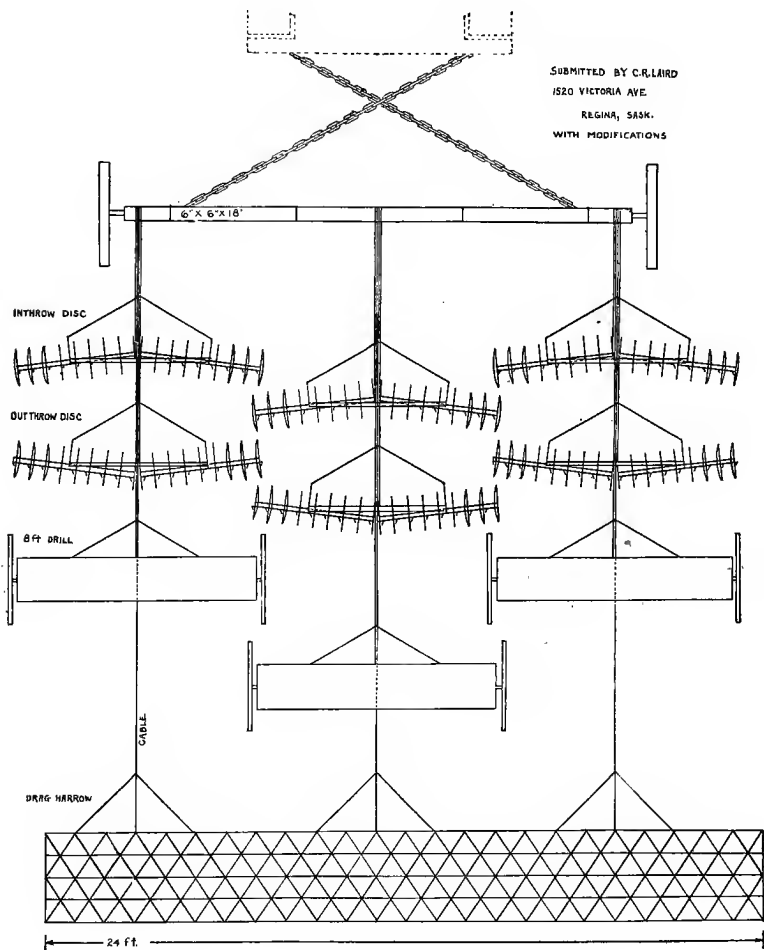 SUBMITTED BY C.R. LAIRD
1520 VICTORIA AVE
REGINA, SASK.
WITH MODIFICATIONS
6" X 6" X 18'
INTHROW DISC
OUTTHROW DISC
8 ft DRILL
CABLE
DRAG HARROW
24 ft.